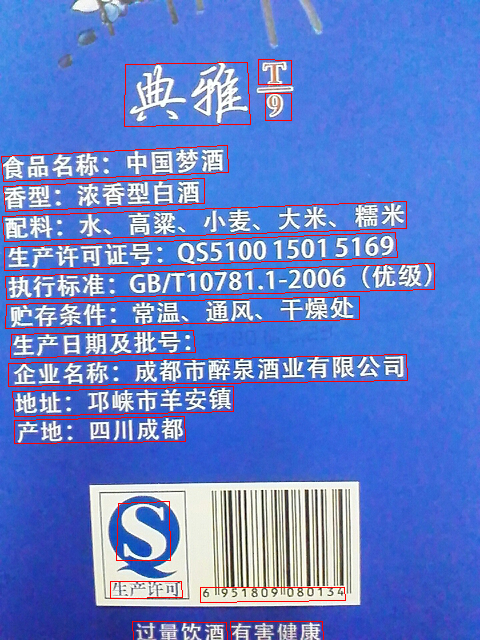 典雅 T
9
食品名称：中国梦酒
香型：浓香型白酒
配料：水、高粱、小麦、大米、糯米
生产许可证号：QS5100 1501 5169
执行标准：GB/T10781.1-2006（优级）
贮存条件：常温、通风、干燥处
生产日期及批号：
企业名称：成都市醉泉酒业有限公司
地址：邛崃市羊安镇
产地：四川成都
S
生产许可
6 951809 080134
过量饮酒 有害健康